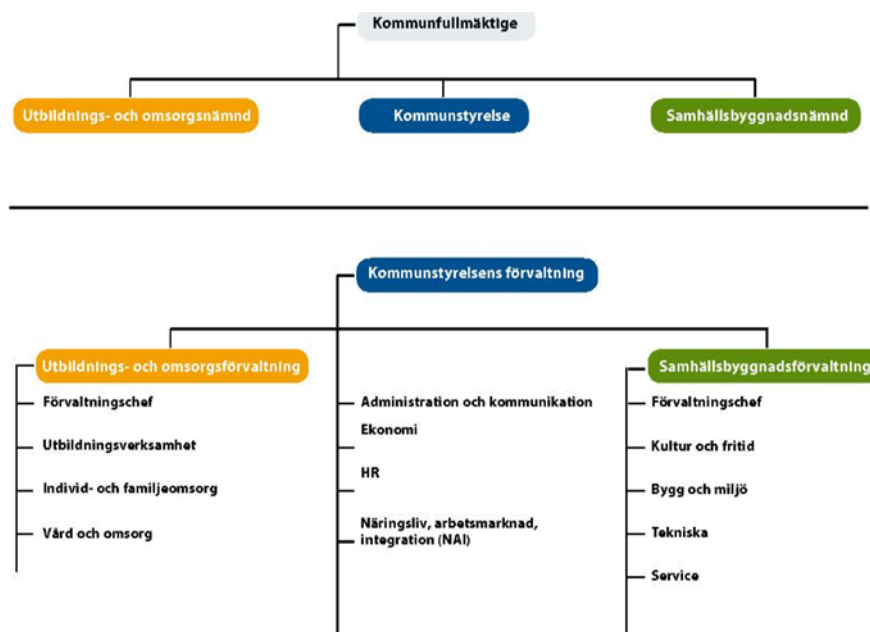 Kommunfullmäktige
Utbildnings- och omsorgsnämnd
Kommunstyrelse
Samhällsbyggnadsnämnd
Kommunstyrelsens förvaltning
Utbildnings- och omsorgsförvaltning
Förvaltningschef
Utbildningsverksamhet
Individ- och familjeomsorg
Vård och omsorg
Administration och kommunikation
Ekonomi
HR
Näringsliv, arbetsmarknad,
integration (NAI)
Samhällsbyggnadsförvaltning
Förvaltningschef
Kultur och fritid
Bygg och miljö
Tekniska
Service